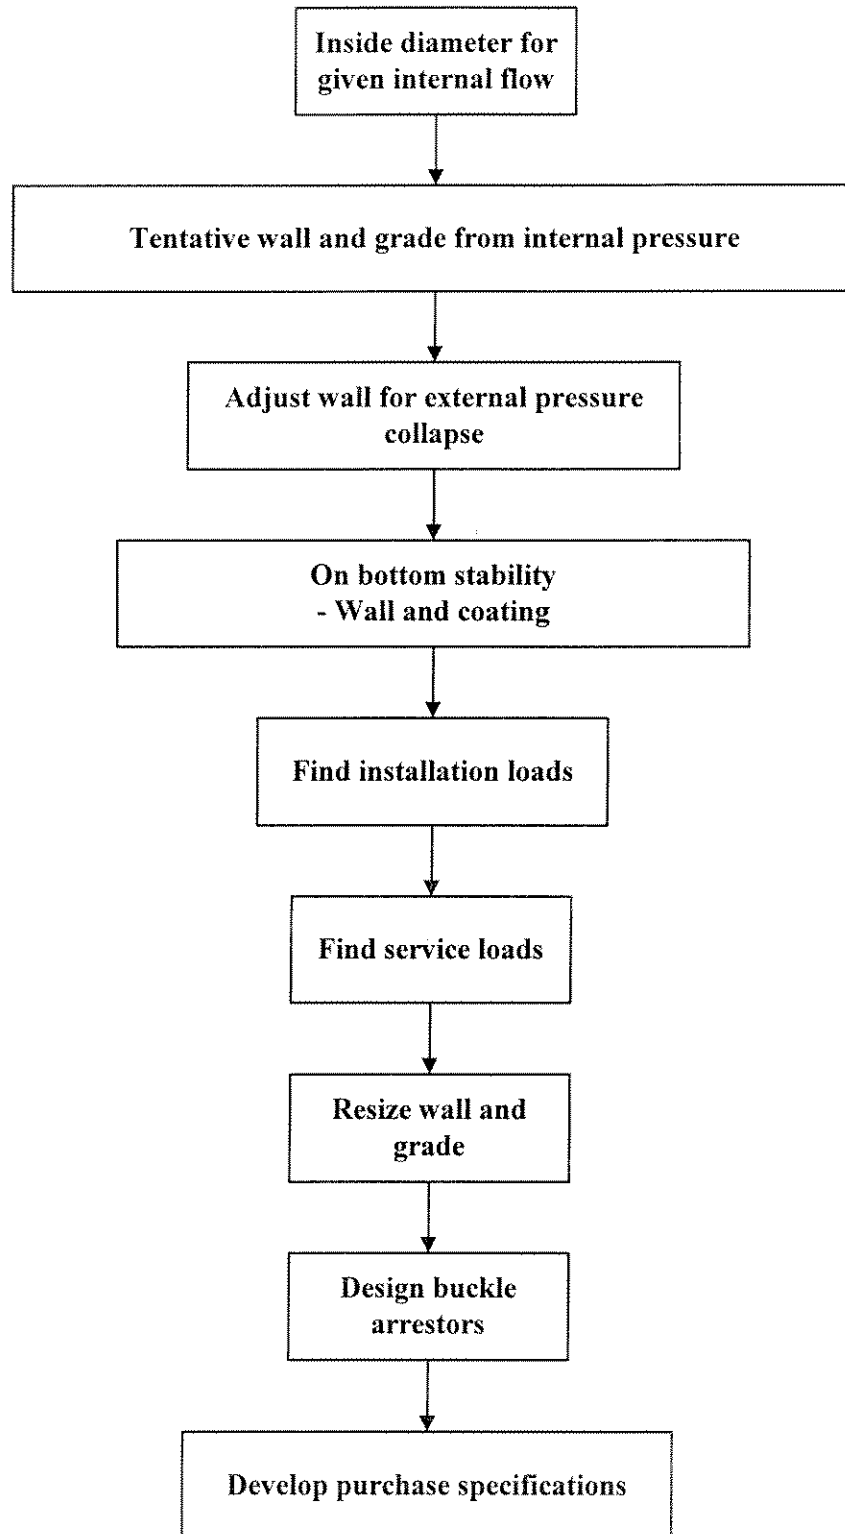 Inside diameter for
given internal flow
Tentative wall and grade from internal pressure
Adjust wall for external pressure
collapse
On bottom stability
- Wall and coating
Find installation loads
Find service loads
Resize wall and
grade
Design buckle
arrestors
Develop purchase specifications